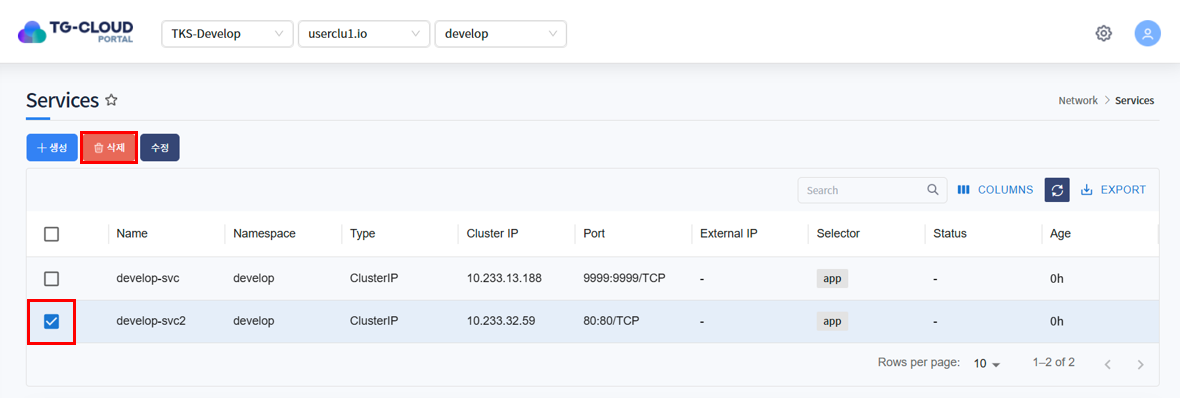 TG-CLOUD
PORTAL
TKS-Develop userclu1.io develop
Services
Network > Services
+ 생성 삭제 수정
Search COLUMNS EXPORT
Name Namespace Type Cluster IP Port External IP Selector Status Age
develop-svc develop ClusterIP 10.233.13.188 9999:9999/TCP - app - 0h
develop-svc2 develop ClusterIP 10.233.32.59 80:80/TCP - app - 0h
Rows per page: 10 1–2 of 2